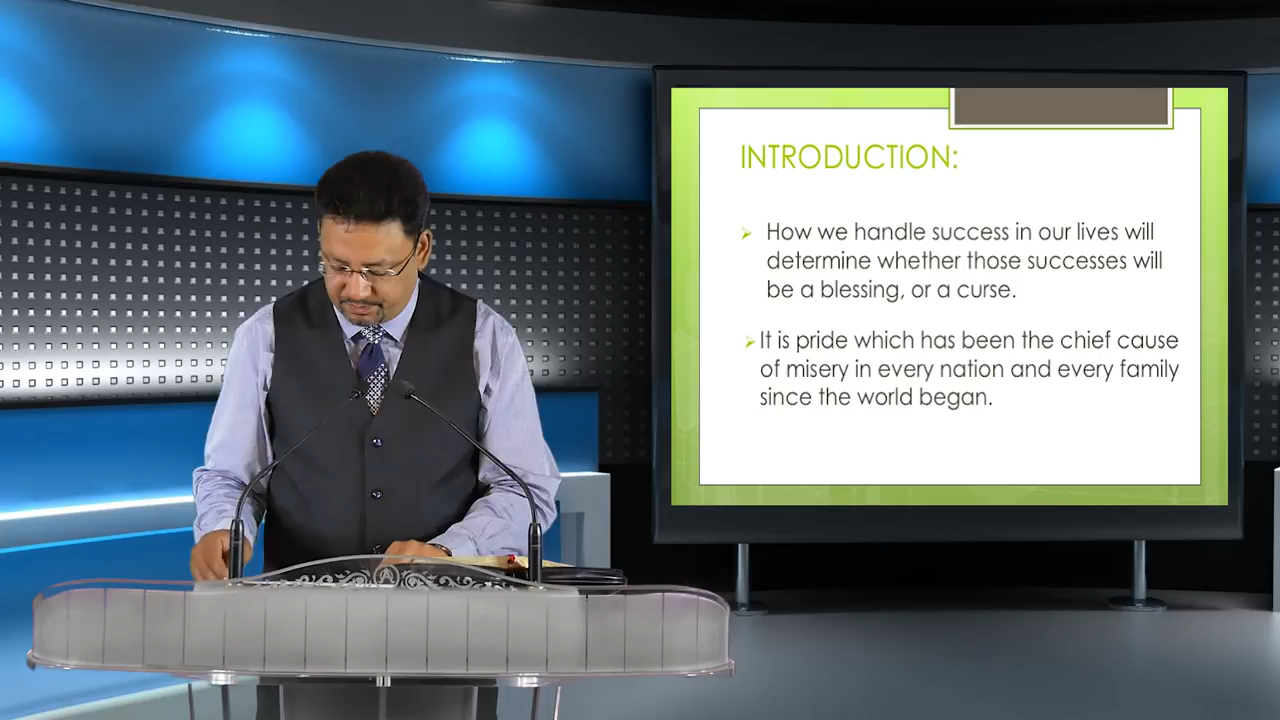 INTRODUCTION:
How we handle success in our lives will
determine whether those successes will
be a blessing, or a curse.
It is pride which has been the chief cause
of misery in every nation and every family
since the world began.